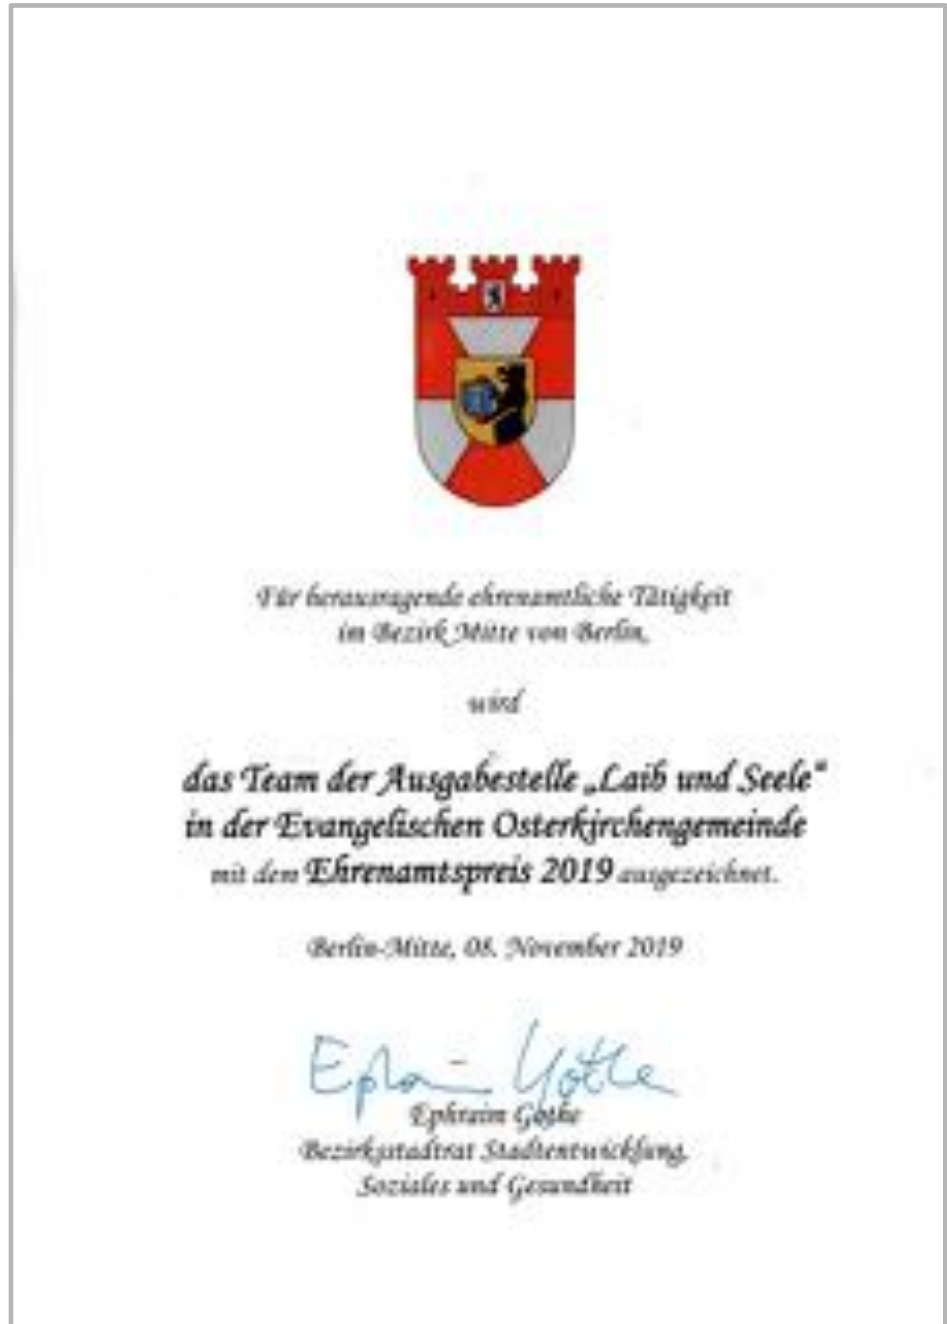 Für herausragende ehrenamtliche Tätigkeit
im Bezirk Mitte von Berlin,
wird
das Team der Ausgabestelle „Laib und Seele“
in der Evangelischen Osterkirchengemeinde
mit dem Ehrenamtspreis 2019 ausgezeichnet.
Berlin-Mitte, 08. November 2019
Ephraim Gothe
Ephraim Gothe
Bezirksstadtrat Stadtentwicklung,
Soziales und Gesundheit